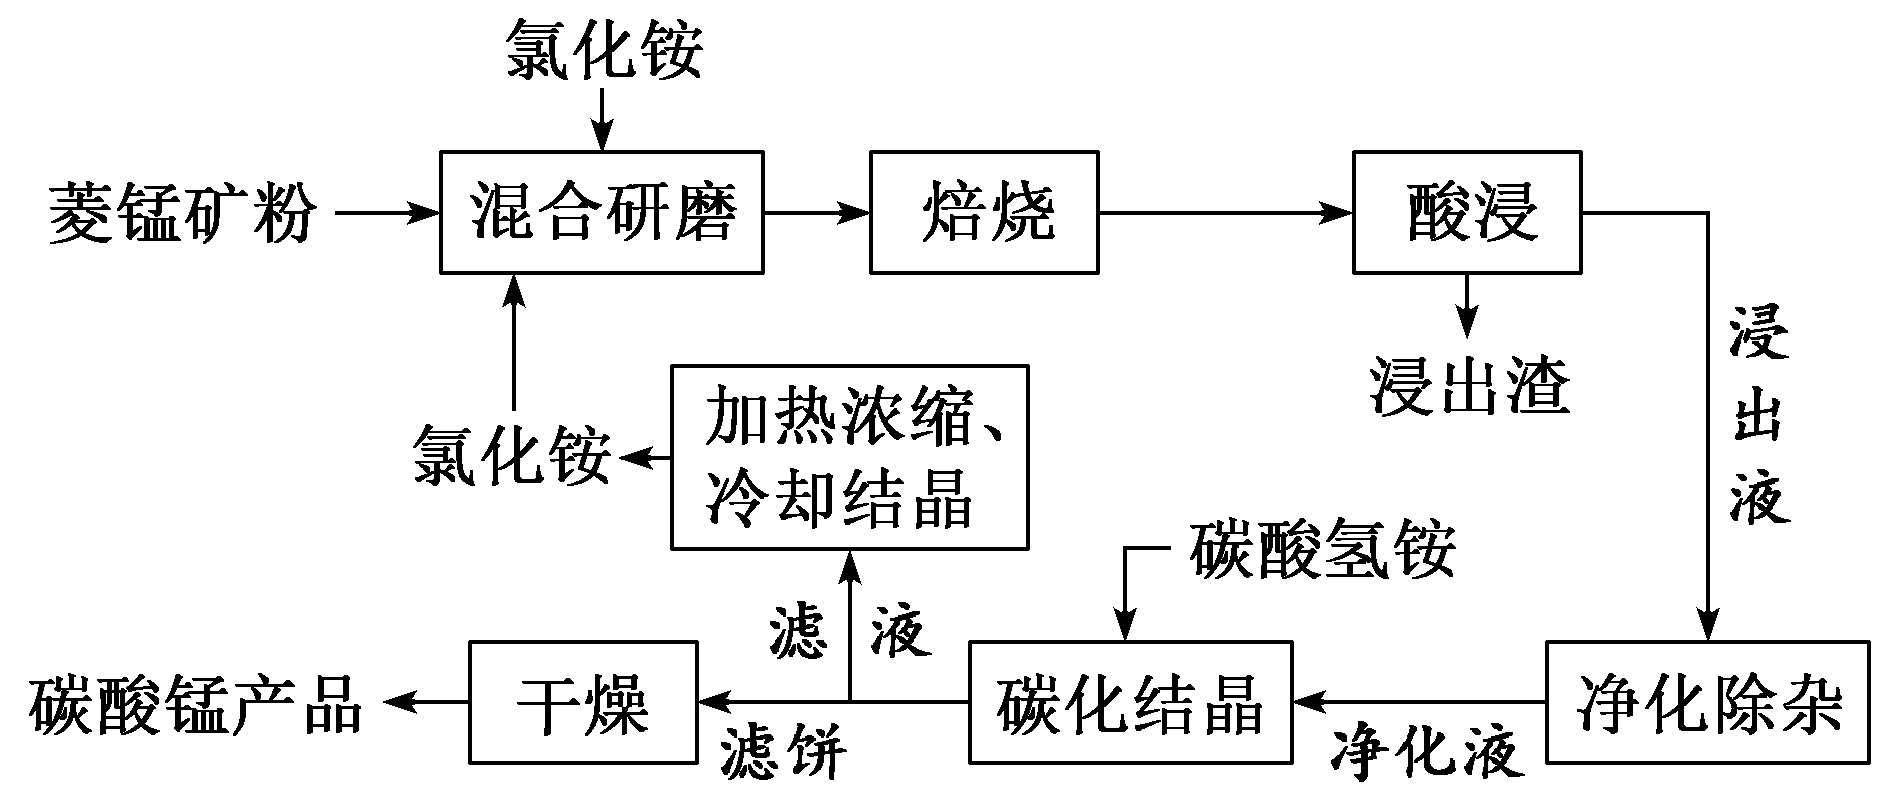 氯化铵
菱锰矿粉
混合研磨
焙烧
酸浸
浸出渣
浸出液
加热浓缩、
冷却结晶
氯化铵
碳酸氢铵
滤液
碳酸锰产品
干燥
滤饼
碳化结晶
净化液
净化除杂